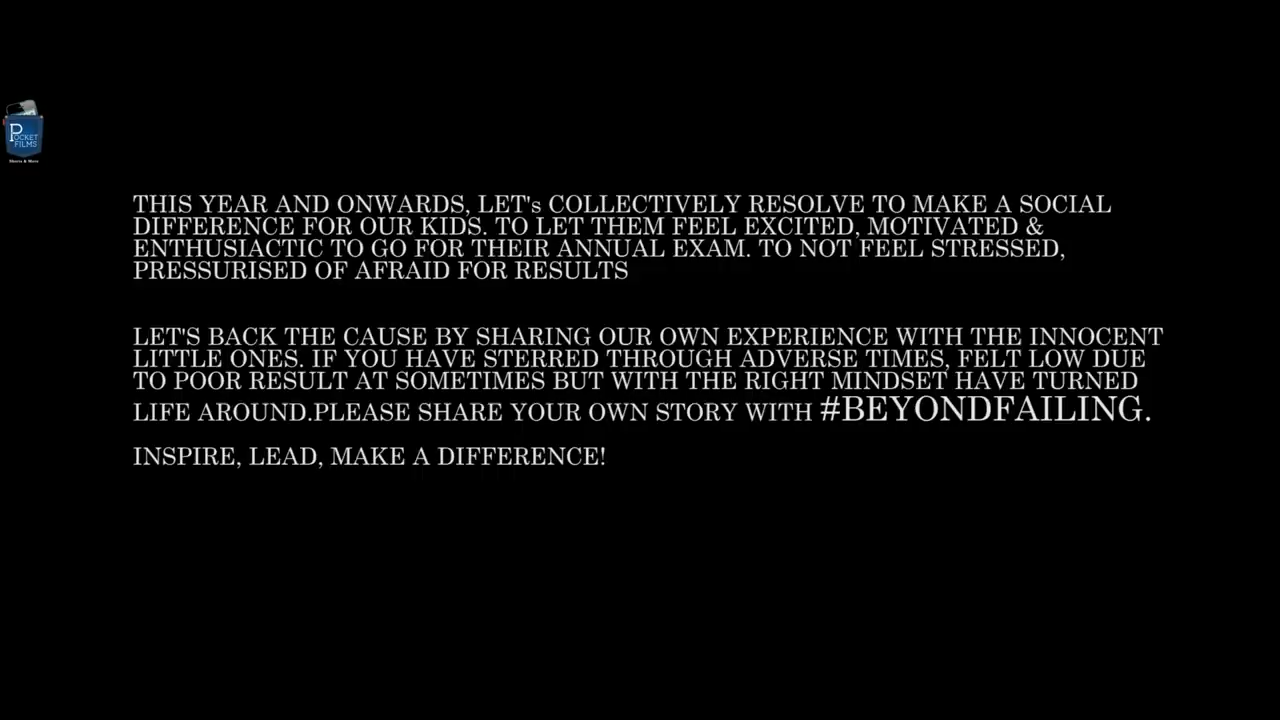 POCKET
FILMS
Shorts & More
THIS YEAR AND ONWARDS, LET's COLLECTIVELY RESOLVE TO MAKE A SOCIAL
DIFFERENCE FOR OUR KIDS. TO LET THEM FEEL EXCITED, MOTIVATED &
ENTHUSIACTIC TO GO FOR THEIR ANNUAL EXAM. TO NOT FEEL STRESSED,
PRESSURISED OF AFRAID FOR RESULTS
LET'S BACK THE CAUSE BY SHARING OUR OWN EXPERIENCE WITH THE INNOCENT
LITTLE ONES. IF YOU HAVE STERRED THROUGH ADVERSE TIMES, FELT LOW DUE
TO POOR RESULT AT SOMETIMES BUT WITH THE RIGHT MINDSET HAVE TURNED
LIFE AROUND.PLEASE SHARE YOUR OWN STORY WITH #BEYONDFAILING.
INSPIRE, LEAD, MAKE A DIFFERENCE!